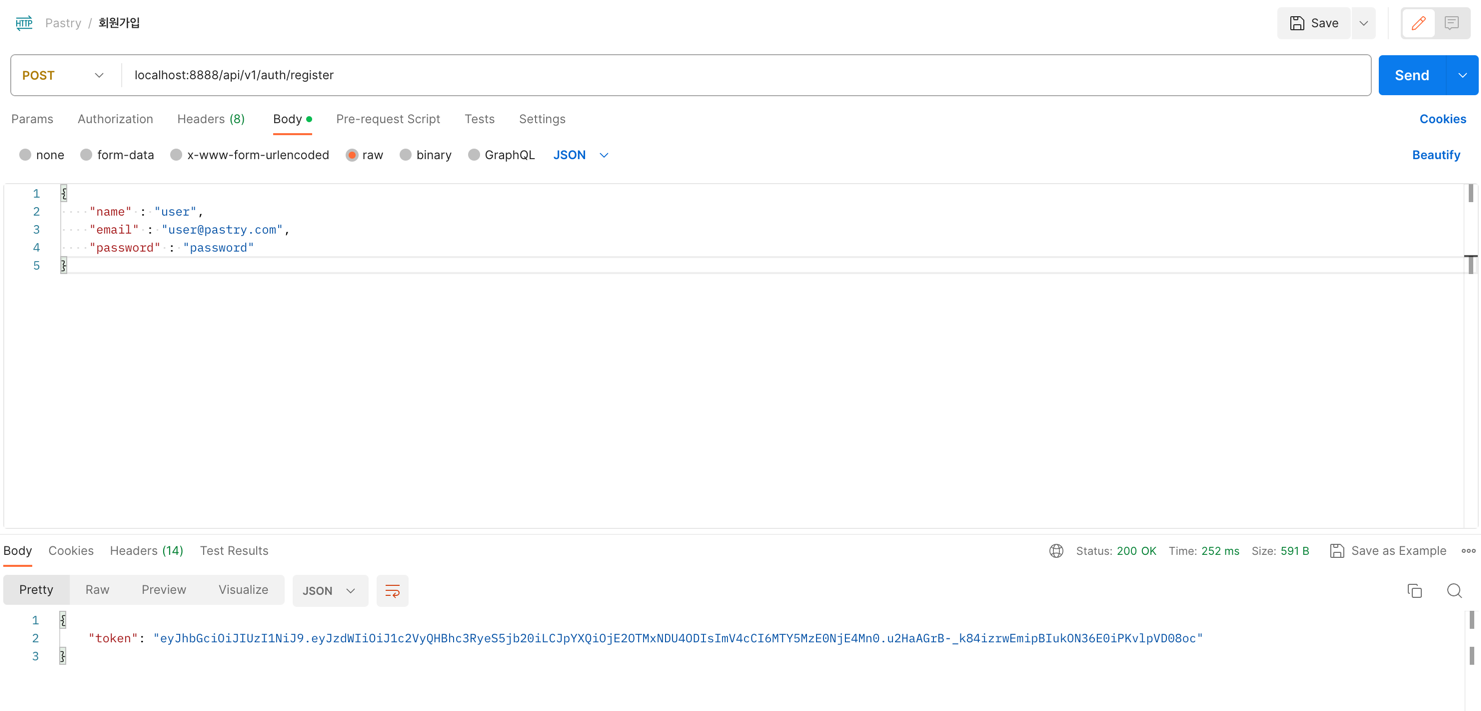 HTTP Pastry / 회원가입 Save
POST localhost:8888/api/v1/auth/register Send
Params Authorization Headers (8) Body Pre-request Script Tests Settings Cookies
none form-data x-www-form-urlencoded raw binary GraphQL JSON Beautify
1 {
2 "name" : "user",
3 "email" : "user@pastry.com",
4 "password" : "password"
5 }
Body Cookies Headers (14) Test Results Status: 200 OK Time: 252 ms Size: 591 B Save as Example
Pretty Raw Preview Visualize JSON
1 {
2 "token": "eyJhbGciOiJIUzI1NiJ9.eyJzdWIiOiJ1c2VyQHBhc3RyeS5jb20iLCJpYXQiOjE2OTMxNDU4ODIsImV4cCI6MTY5MzE0NjE4Mn0.u2HaAGrB-_k84izrwEmipBIukON36E0iPKvlpVD08oc"
3 }